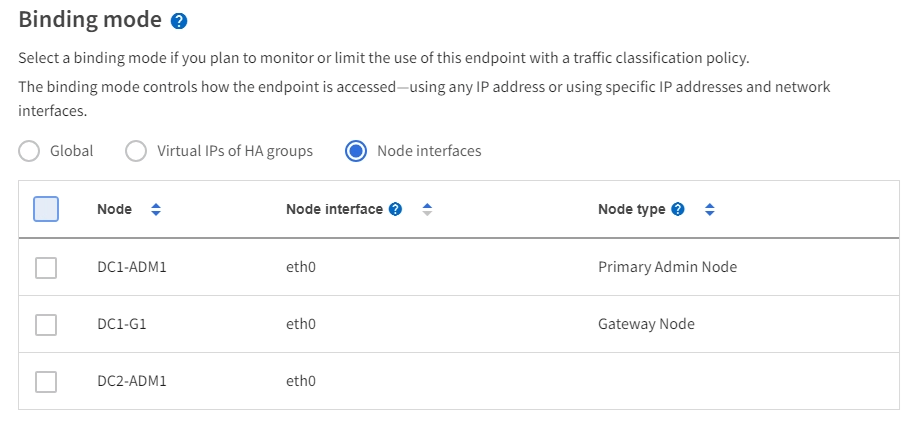 Binding mode ?
Select a binding mode if you plan to monitor or limit the use of this endpoint with a traffic classification policy.
The binding mode controls how the endpoint is accessed—using any IP address or using specific IP addresses and network
interfaces.
Global Virtual IPs of HA groups Node interfaces
Node Node interface ? Node type ?
DC1-ADM1 eth0 Primary Admin Node
DC1-G1 eth0 Gateway Node
DC2-ADM1 eth0